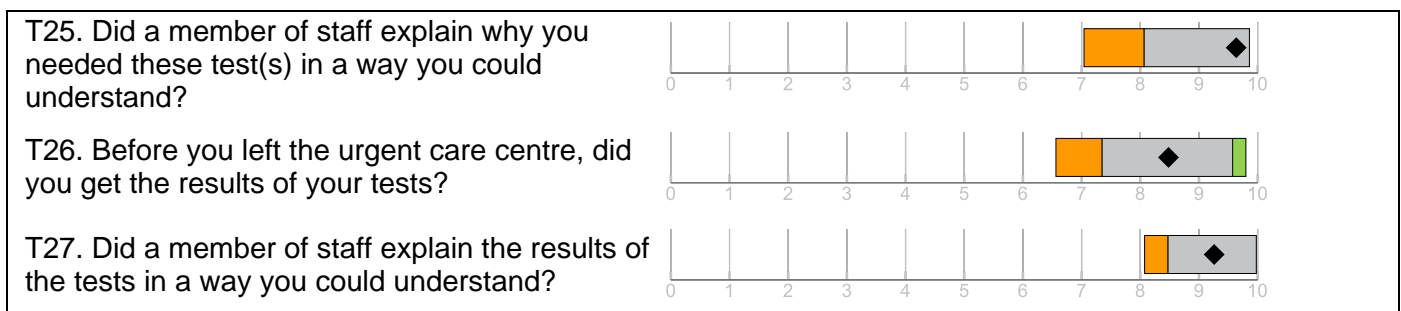 T25. Did a member of staff explain why you
needed these test(s) in a way you could
understand?
0 1 2 3 4 5 6 7 8 9 10
T26. Before you left the urgent care centre, did
you get the results of your tests?
0 1 2 3 4 5 6 7 8 9 10
T27. Did a member of staff explain the results of
the tests in a way you could understand?
0 1 2 3 4 5 6 7 8 9 10